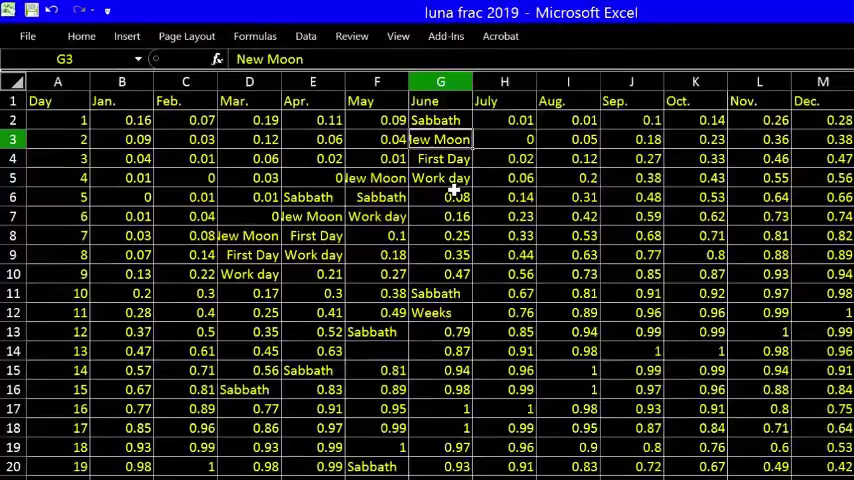 luna frac 2019 - Microsoft Excel
File Home Insert Page Layout Formulas Data Review View Add-Ins Acrobat
G3 fx New Moon
A B C D E F G H I J K L M
1 Day Jan. Feb. Mar. Apr. May June July Aug. Sep. Oct. Nov. Dec.
2 1 0.16 0.07 0.19 0.11 0.09 Sabbath 0.01 0.01 0.1 0.14 0.26 0.28
3 2 0.09 0.03 0.12 0.06 0.04 New Moon 0 0.05 0.18 0.23 0.36 0.38
4 3 0.04 0.01 0.06 0.02 0.01 First Day 0.02 0.12 0.27 0.33 0.46 0.47
5 4 0.01 0 0.03 0 New Moon Work day 0.06 0.2 0.38 0.43 0.55 0.56
6 5 0 0.01 0.01 Sabbath Sabbath 0.08 0.14 0.31 0.48 0.53 0.64 0.66
7 6 0.01 0.04 0 New Moon Work day 0.16 0.23 0.42 0.59 0.62 0.73 0.74
8 7 0.03 0.08 New Moon First Day 0.1 0.25 0.33 0.53 0.68 0.71 0.81 0.82
9 8 0.07 0.14 First Day Work day 0.18 0.35 0.44 0.63 0.77 0.8 0.88 0.89
10 9 0.13 0.22 Work day 0.21 0.27 0.47 0.56 0.73 0.85 0.87 0.93 0.94
11 10 0.2 0.3 0.17 0.3 0.38 Sabbath 0.67 0.81 0.91 0.92 0.97 0.98
12 11 0.28 0.4 0.25 0.41 0.49 Weeks 0.76 0.89 0.96 0.96 0.99 1
13 12 0.37 0.5 0.35 0.52 Sabbath 0.79 0.85 0.94 0.99 0.99 1 0.99
14 13 0.47 0.61 0.45 0.63 0.87 0.91 0.98 1 1 0.98 0.96
15 14 0.57 0.71 0.56 Sabbath 0.81 0.94 0.96 1 0.99 0.99 0.94 0.91
16 15 0.67 0.81 Sabbath 0.83 0.89 0.98 0.99 1 0.97 0.96 0.88 0.84
17 16 0.77 0.89 0.77 0.91 0.95 1 1 0.98 0.93 0.91 0.8 0.75
18 17 0.85 0.96 0.86 0.97 0.99 1 0.99 0.95 0.87 0.84 0.71 0.64
19 18 0.93 0.99 0.93 0.99 1 0.97 0.96 0.9 0.8 0.76 0.6 0.53
20 19 0.98 1 0.98 0.99 Sabbath 0.93 0.91 0.83 0.72 0.67 0.49 0.42